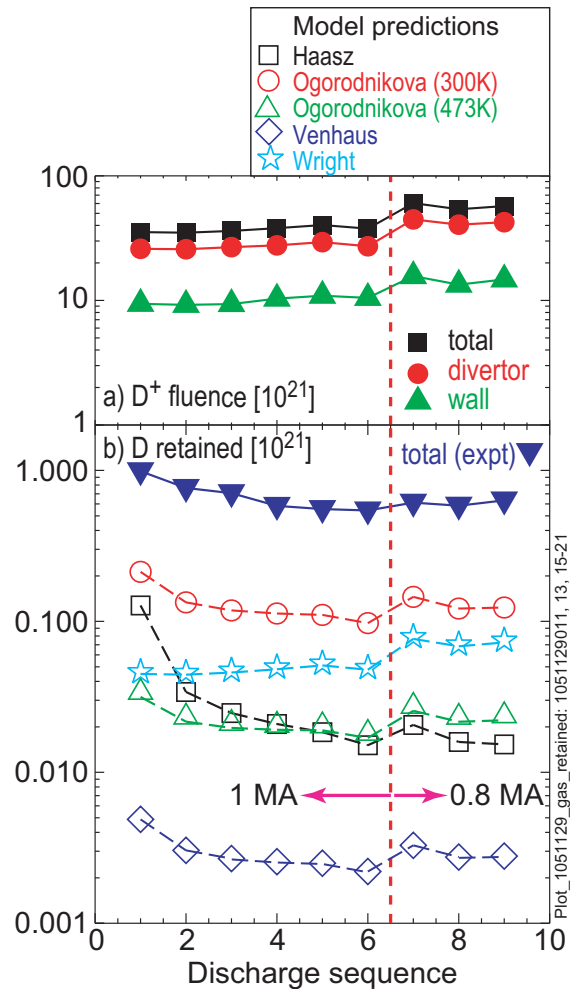 Model predictions
Haasz
Ogorodnikova (300K)
Ogorodnikova (473K)
Venhaus
Wright
100
10
1
total
divertor
wall
a) D⁺ fluence [10²¹]
b) D retained [10²¹]
total (expt)
1.000
0.100
0.010
0.001
1 MA
0.8 MA
0 2 4 6 8 10
Discharge sequence
Plot_1051129_gas_retained: 1051129011, 13, 15-21